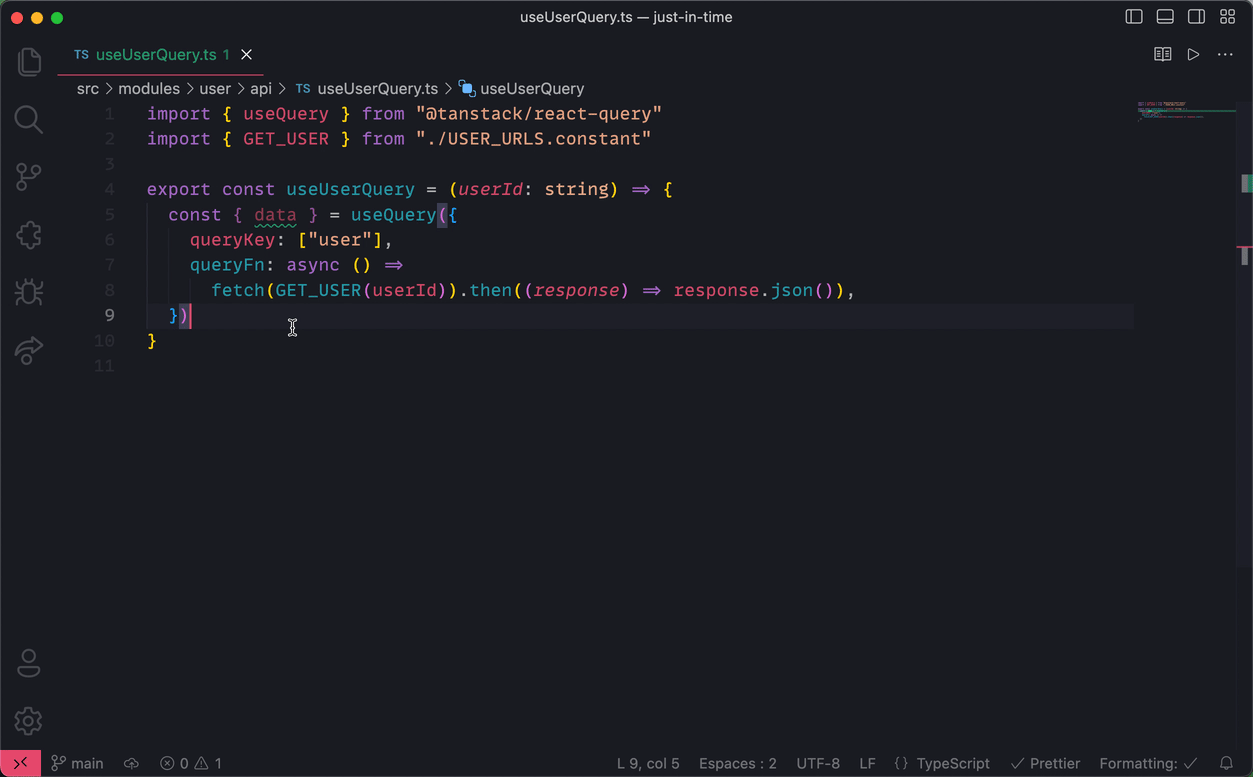 useUserQuery.ts — just-in-time
TS useUserQuery.ts 1
src > modules > user > api > TS useUserQuery.ts > useUserQuery
1 import { useQuery } from "@tanstack/react-query"
2 import { GET_USER } from "./USER_URLS.constant"
3
4 export const useUserQuery = (userId: string) => {
5 const { data } = useQuery({
6 queryKey: ["user"],
7 queryFn: async () =>
8 fetch(GET_USER(userId)).then((response) => response.json()),
9 })
10 }
11
main 0 1 L 9, col 5 Espaces : 2 UTF-8 LF {} TypeScript ✓ Prettier Formatting: ✓